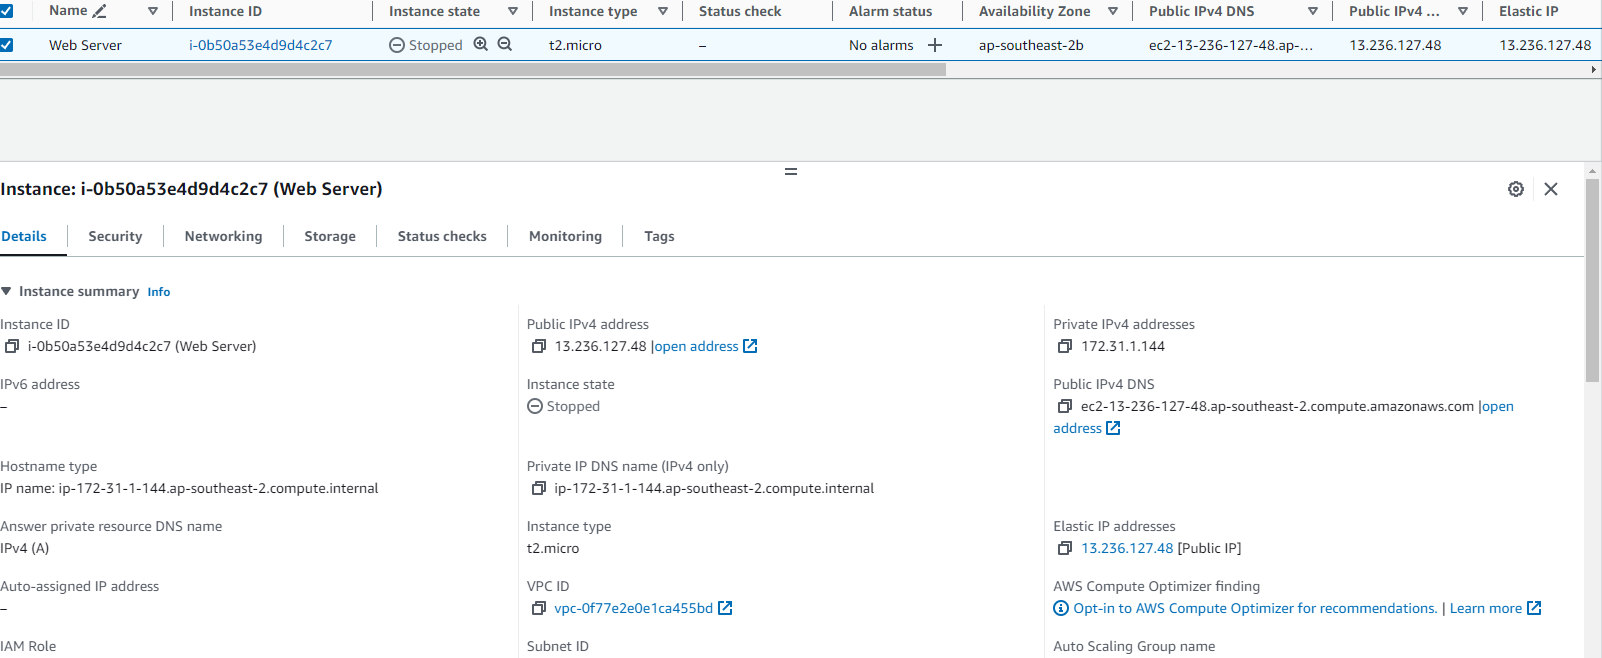 Name Instance ID Instance state Instance type Status check Alarm status Availability Zone Public IPv4 DNS Public IPv4 ... Elastic IP
Web Server i-0b50a53e4d9d4c2c7 Stopped t2.micro – No alarms + ap-southeast-2b ec2-13-236-127-48.ap-... 13.236.127.48 13.236.127.48
Instance: i-0b50a53e4d9d4c2c7 (Web Server)
Details Security Networking Storage Status checks Monitoring Tags
Instance summary Info
Instance ID
i-0b50a53e4d9d4c2c7 (Web Server)
Public IPv4 address
13.236.127.48 |open address
Private IPv4 addresses
172.31.1.144
IPv6 address
–
Instance state
Stopped
Public IPv4 DNS
ec2-13-236-127-48.ap-southeast-2.compute.amazonaws.com |open
address
Hostname type
IP name: ip-172-31-1-144.ap-southeast-2.compute.internal
Private IP DNS name (IPv4 only)
ip-172-31-1-144.ap-southeast-2.compute.internal
Answer private resource DNS name
IPv4 (A)
Instance type
t2.micro
Elastic IP addresses
13.236.127.48 [Public IP]
Auto-assigned IP address
–
VPC ID
vpc-0f77e2e0e1ca455bd
AWS Compute Optimizer finding
Opt-in to AWS Compute Optimizer for recommendations. | Learn more
IAM Role
Subnet ID
Auto Scaling Group name